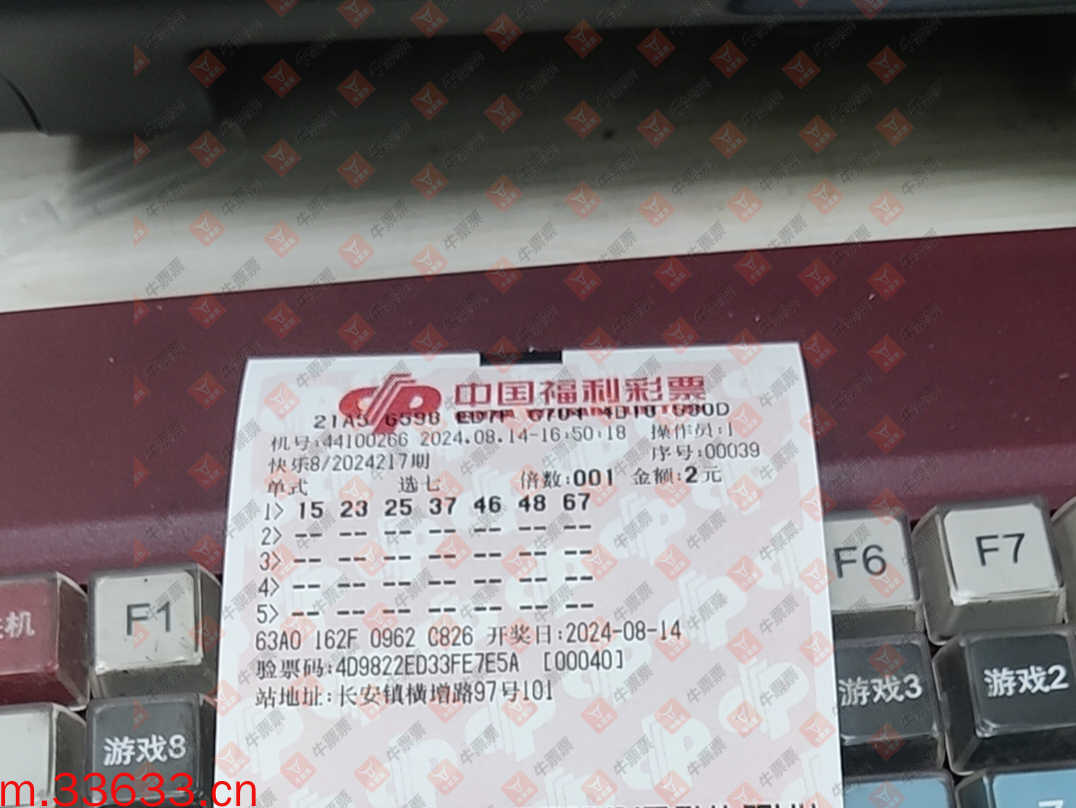 中国福利彩票
机号:44100266 2024.08.14-16:50:18 操作员:1
快乐8/2024217期 序号:00039
单式 选七 倍数:001 金额:2元
1> 15 23 25 37 46 48 67
2> -- -- -- -- -- -- --
3> -- -- -- -- -- -- --
4> -- -- -- -- -- -- --
5> -- -- -- -- -- -- --
63A0 162F 0962 C826 开奖日:2024-08-14
验票码:4D9822ED33FE7E5A [00040]
站地址:长安镇横增路97号101
F1
F6
F7
游戏8
游戏3
游戏2
牛票票
m.33633.cn